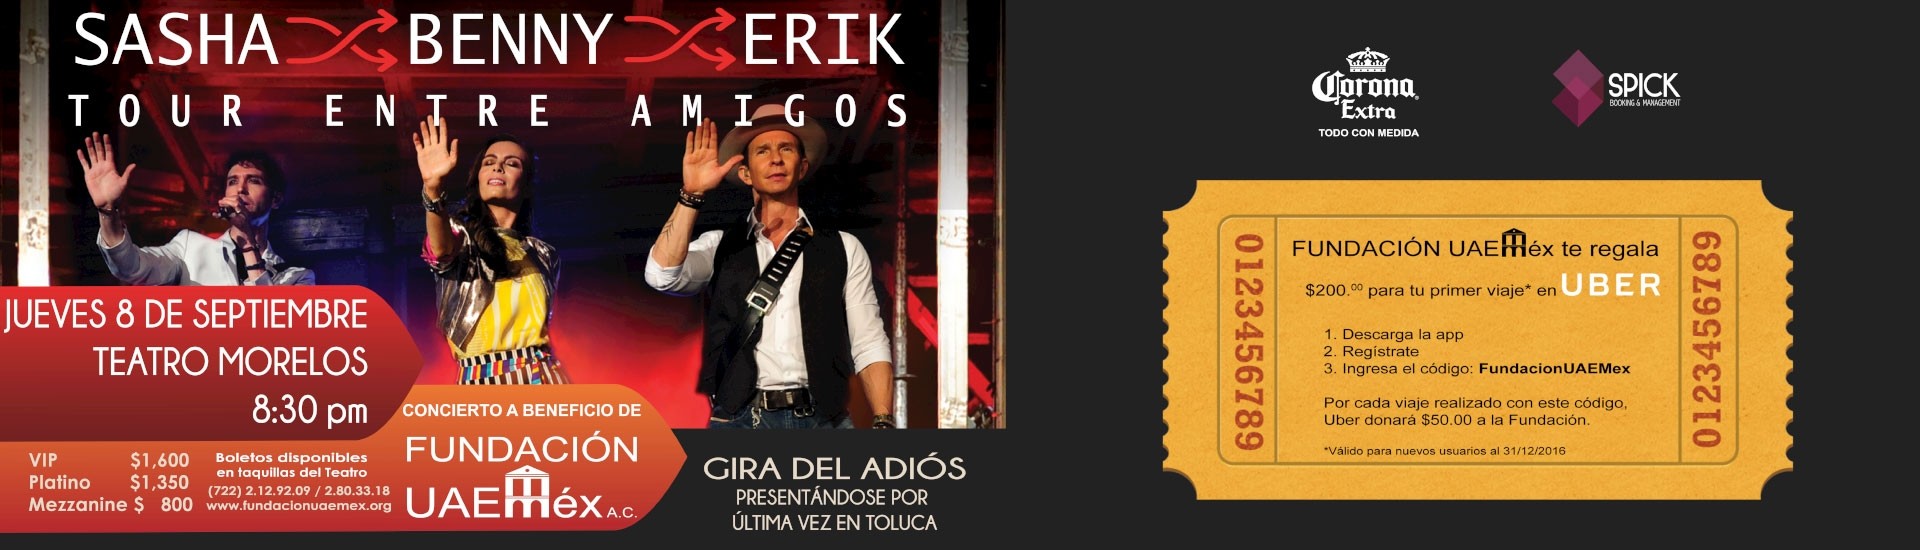 SASHA BENNY ERIK
TOUR ENTRE AMIGOS
JUEVES 8 DE SEPTIEMBRE
TEATRO MORELOS
8:30 pm
VIP $1,600
Platino $1,350
Mezzanine $ 800
Boletos disponibles
en taquillas del Teatro
(722) 2.12.92.09 / 2.80.33.18
www.fundacionuaemex.org
CONCIERTO A BENEFICIO DE
FUNDACIÓN
UAEméx A.C.
GIRA DEL ADIÓS
PRESENTÁNDOSE POR
ÚLTIMA VEZ EN TOLUCA
Corona
Extra
TODO CON MEDIDA
SPICK
BOOKING & MANAGEMENT
0123456789
FUNDACIÓN UAEméx te regala
$200.00 para tu primer viaje* en UBER
1. Descarga la app
2. Regístrate
3. Ingresa el código: FundacionUAEMex
Por cada viaje realizado con este código,
Uber donará $50.00 a la Fundación.
*Válido para nuevos usuarios al 31/12/2016
0123456789